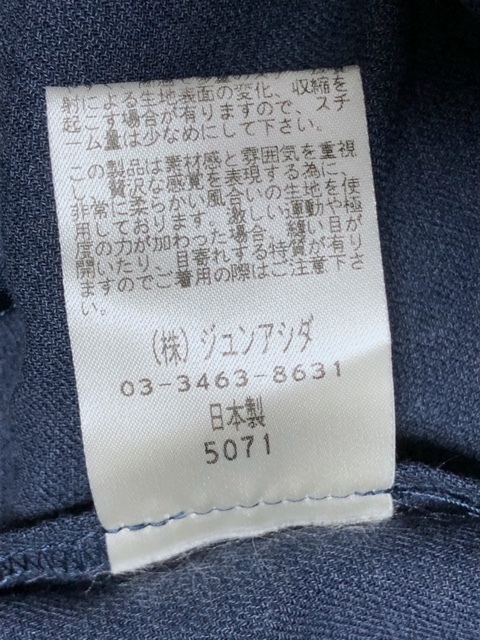 射による生地表面の変化、収縮を
起こす場合が有りますので、スチ
ーム量は少なめにして下さい。
この製品は素材感と雰囲気を重視
し、贅沢な感覚を表現する為に、
非常に柔らかい風合いの生地を使
用しております。激しい運動や極
度の力が加わった場合、縫い目が
開いたり、目寄れする特質が有り
ますのでご着用の際はご注意下さ
い。
(株)ジュンアシダ
03-3463-8631
日本製
5071